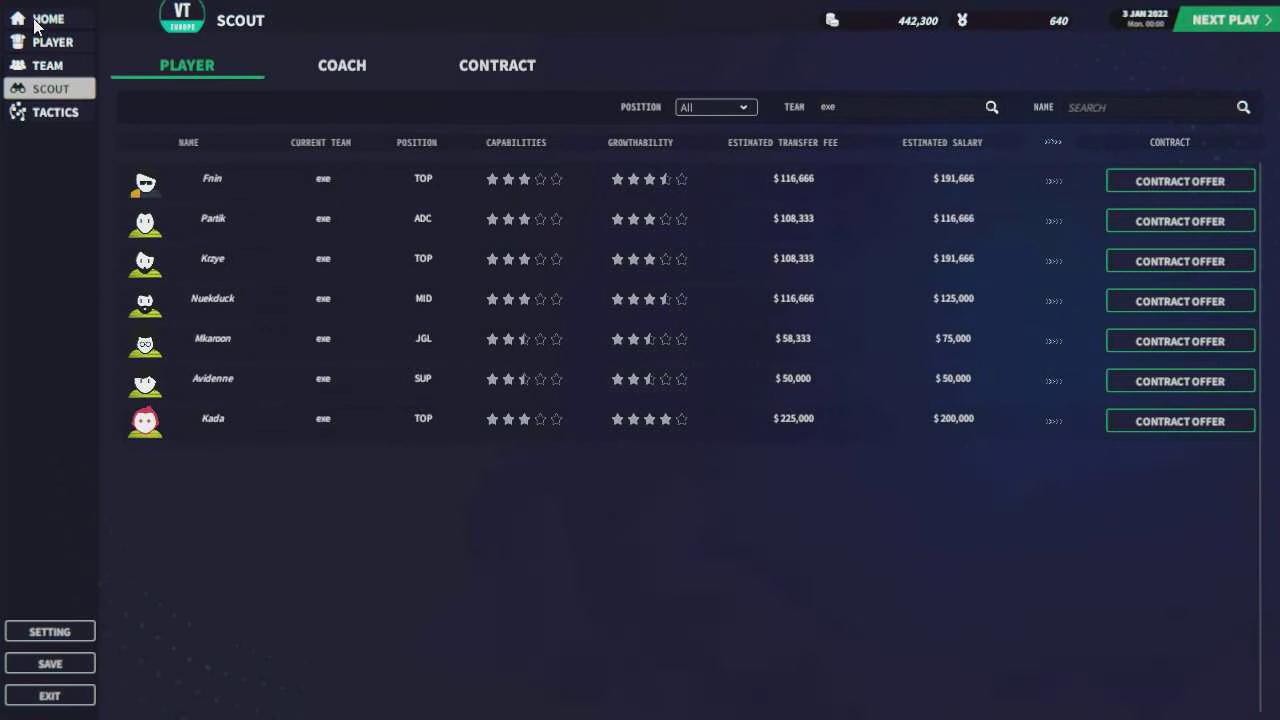 HOME
PLAYER
TEAM
SCOUT
TACTICS
VT
EUROPE
SCOUT
442,300
640
3 JAN 2022
Mon. 00:00
NEXT PLAY
PLAYER COACH CONTRACT
POSITION All TEAM exe NAME SEARCH
NAME CURRENT TEAM POSITION CAPABILITIES GROWTHABILITY ESTIMATED TRANSFER FEE ESTIMATED SALARY CONTRACT
Fnin exe TOP $ 116,666 $ 191,666 CONTRACT OFFER
Partik exe ADC $ 108,333 $ 116,666 CONTRACT OFFER
Krzye exe TOP $ 108,333 $ 191,666 CONTRACT OFFER
Nuekduck exe MID $ 116,666 $ 125,000 CONTRACT OFFER
Mkaroon exe JGL $ 58,333 $ 75,000 CONTRACT OFFER
Avidenne exe SUP $ 50,000 $ 50,000 CONTRACT OFFER
Kada exe TOP $ 225,000 $ 200,000 CONTRACT OFFER
SETTING
SAVE
EXIT